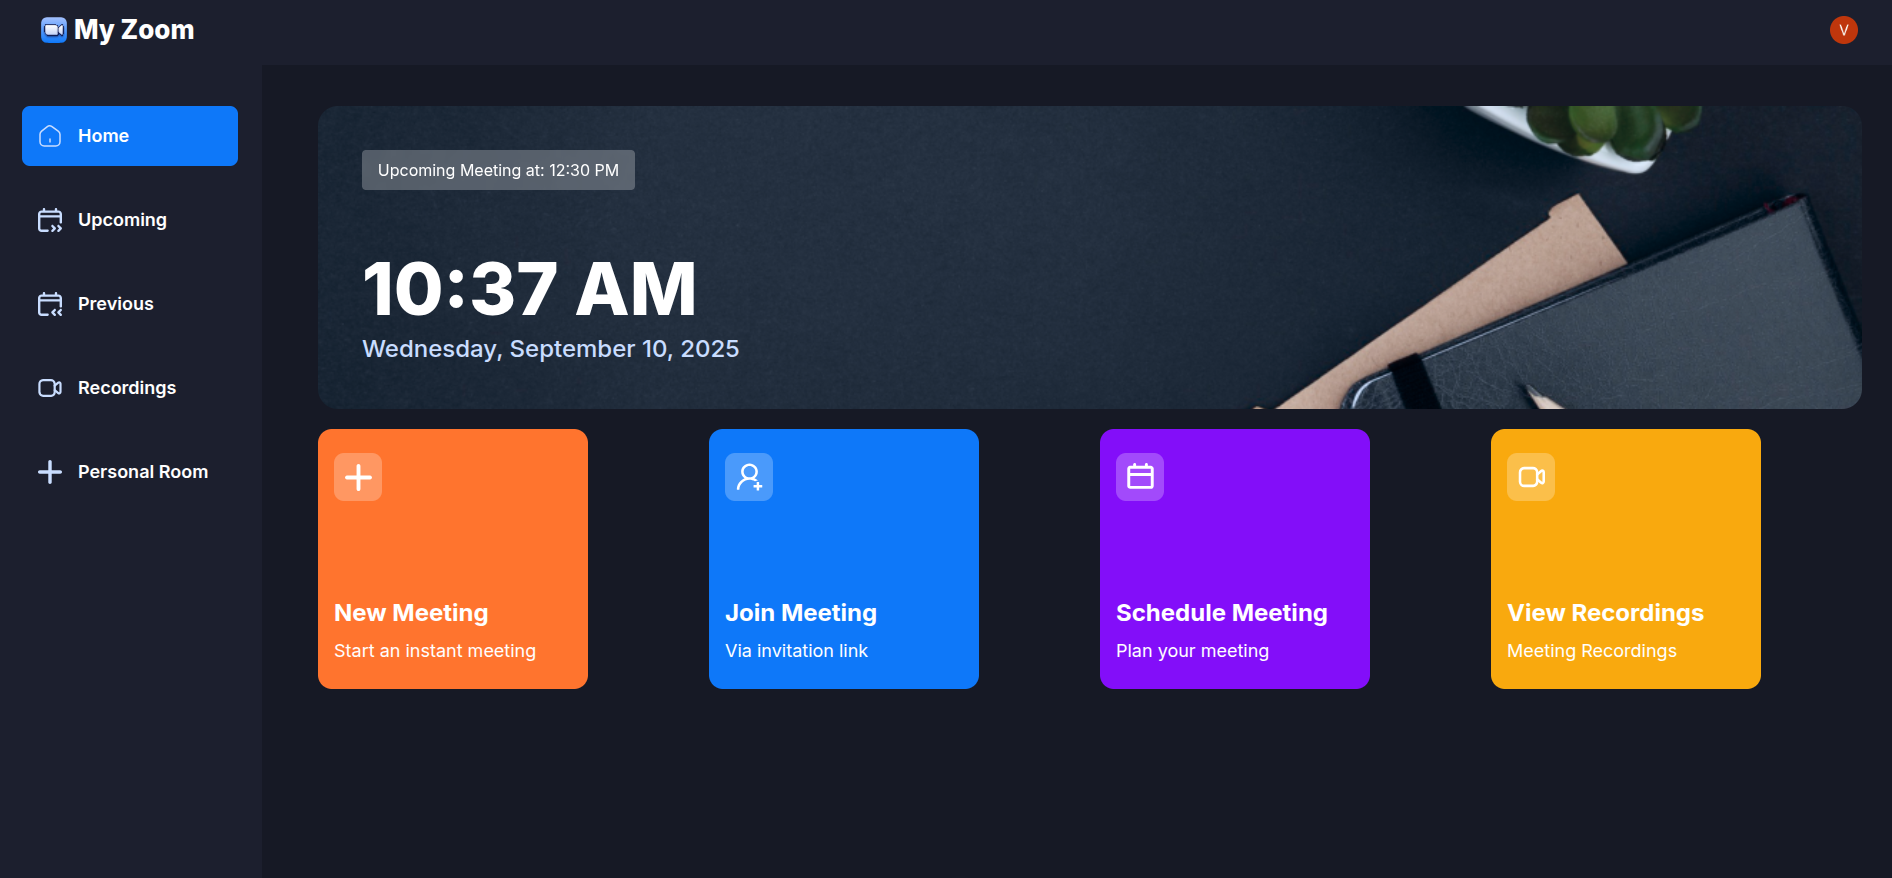 My Zoom
V
Home
Upcoming
Previous
Recordings
Personal Room
Upcoming Meeting at: 12:30 PM
10:37 AM
Wednesday, September 10, 2025
New Meeting
Start an instant meeting
Join Meeting
Via invitation link
Schedule Meeting
Plan your meeting
View Recordings
Meeting Recordings